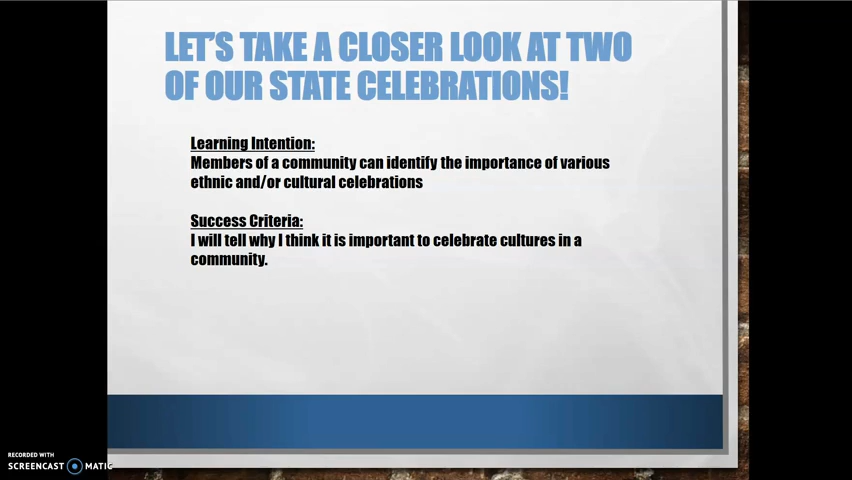 LET'S TAKE A CLOSER LOOK AT TWO
OF OUR STATE CELEBRATIONS!
Learning Intention:
Members of a community can identify the importance of various
ethnic and/or cultural celebrations
Success Criteria:
I will tell why I think it is important to celebrate cultures in a
community.
RECORDED WITH
SCREENCAST MATIC